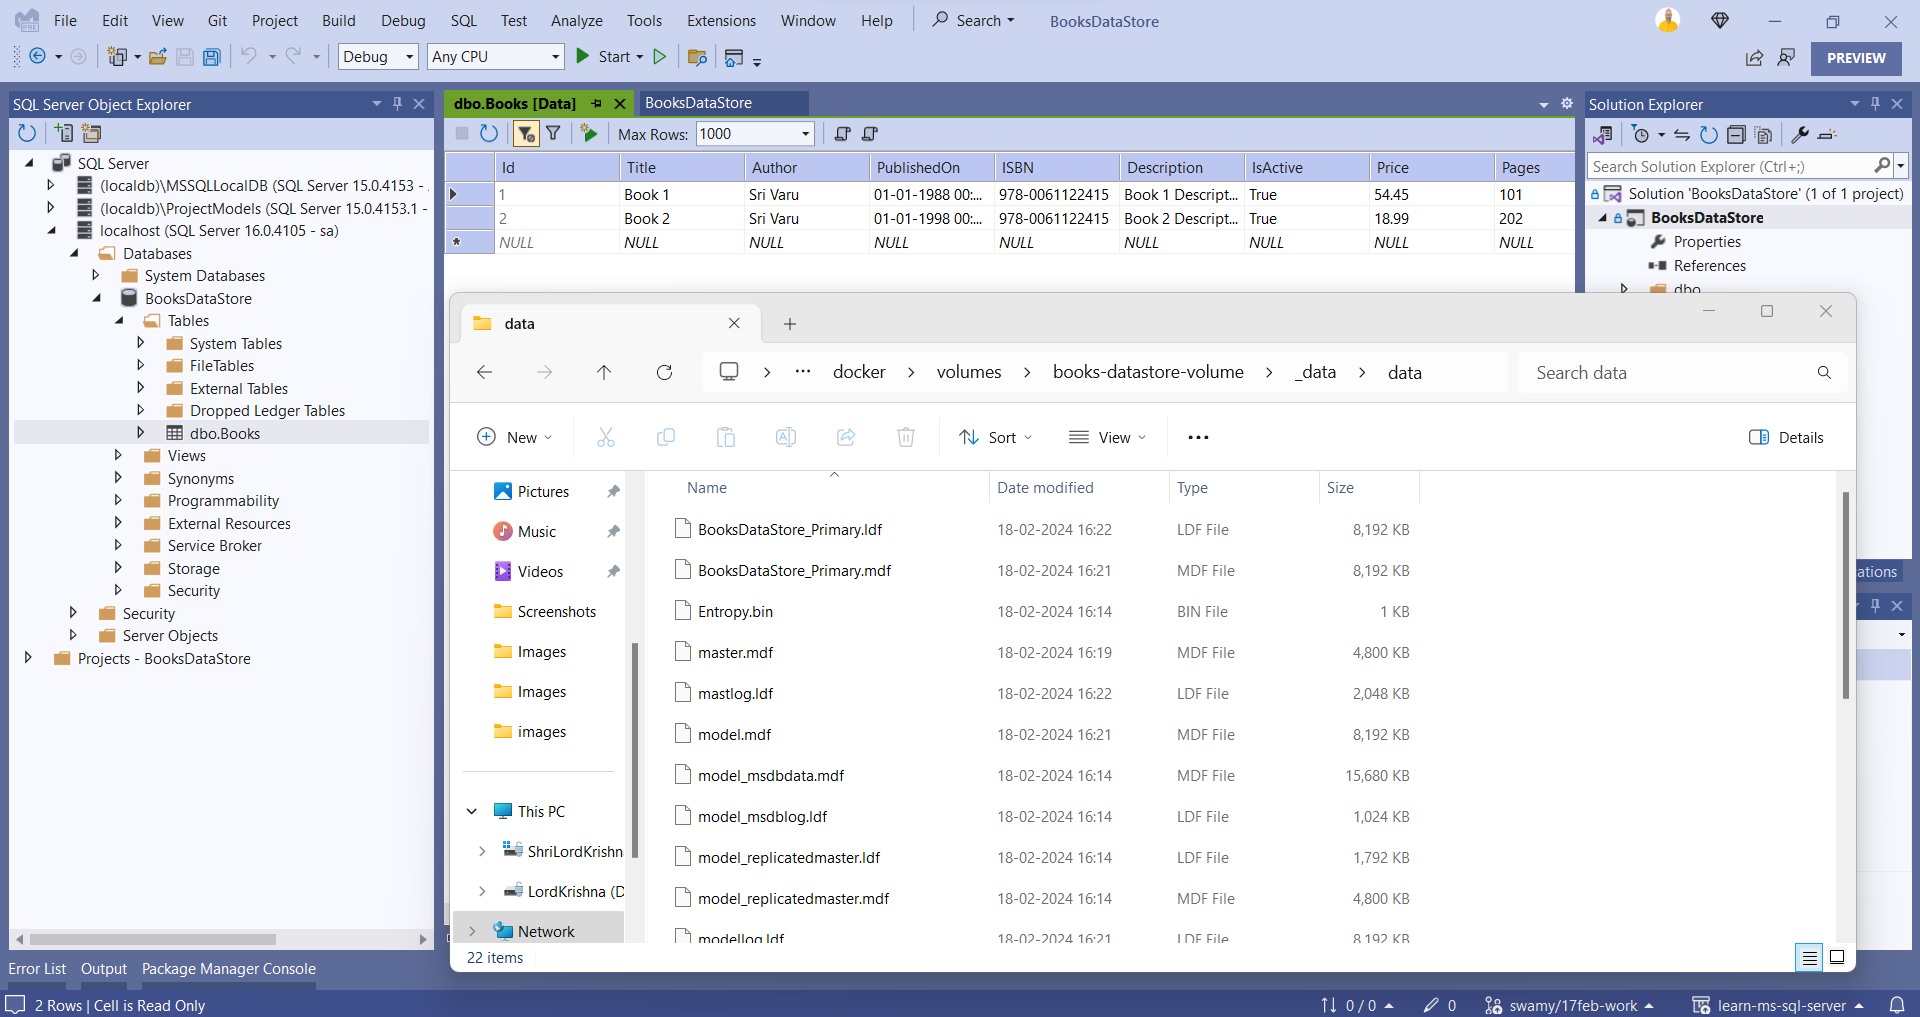 File Edit View Git Project Build Debug SQL Test Analyze Tools Extensions Window Help Search BooksDataStore
Debug Any CPU Start PREVIEW
SQL Server Object Explorer
SQL Server
(localdb)\MSSQLLocalDB (SQL Server 15.0.4153 -
(localdb)\ProjectModels (SQL Server 15.0.4153.1 -
localhost (SQL Server 16.0.4105 - sa)
Databases
System Databases
BooksDataStore
Tables
System Tables
FileTables
External Tables
Dropped Ledger Tables
dbo.Books
Views
Synonyms
Programmability
External Resources
Service Broker
Storage
Security
Security
Server Objects
Projects - BooksDataStore
dbo.Books [Data] BooksDataStore
Max Rows: 1000
Id Title Author PublishedOn ISBN Description IsActive Price Pages
1 Book 1 Sri Varu 01-01-1988 00:... 978-0061122415 Book 1 Descript... True 54.45 101
2 Book 2 Sri Varu 01-01-1998 00:... 978-0061122415 Book 2 Descript... True 18.99 202
NULL NULL NULL NULL NULL NULL NULL NULL NULL
Solution Explorer
Search Solution Explorer (Ctrl+;)
Solution 'BooksDataStore' (1 of 1 project)
BooksDataStore
Properties
References
dbo
ations
data
docker > volumes > books-datastore-volume > _data > data
Search data
New Sort View Details
Pictures
Music
Videos
Screenshots
Images
Images
images
This PC
ShriLordKrishn
LordKrishna (D
Network
Name Date modified Type Size
BooksDataStore_Primary.ldf 18-02-2024 16:22 LDF File 8,192 KB
BooksDataStore_Primary.mdf 18-02-2024 16:21 MDF File 8,192 KB
Entropy.bin 18-02-2024 16:14 BIN File 1 KB
master.mdf 18-02-2024 16:19 MDF File 4,800 KB
mastlog.ldf 18-02-2024 16:22 LDF File 2,048 KB
model.mdf 18-02-2024 16:21 MDF File 8,192 KB
model_msdbdata.mdf 18-02-2024 16:14 MDF File 15,680 KB
model_msdblog.ldf 18-02-2024 16:14 LDF File 1,024 KB
model_replicatedmaster.ldf 18-02-2024 16:14 LDF File 1,792 KB
model_replicatedmaster.mdf 18-02-2024 16:14 MDF File 4,800 KB
modellog.ldf 18-02-2024 16:21 LDF File 8,192 KB
22 items
Error List Output Package Manager Console
2 Rows | Cell is Read Only 0 / 0 0 swamy/17feb-work learn-ms-sql-server